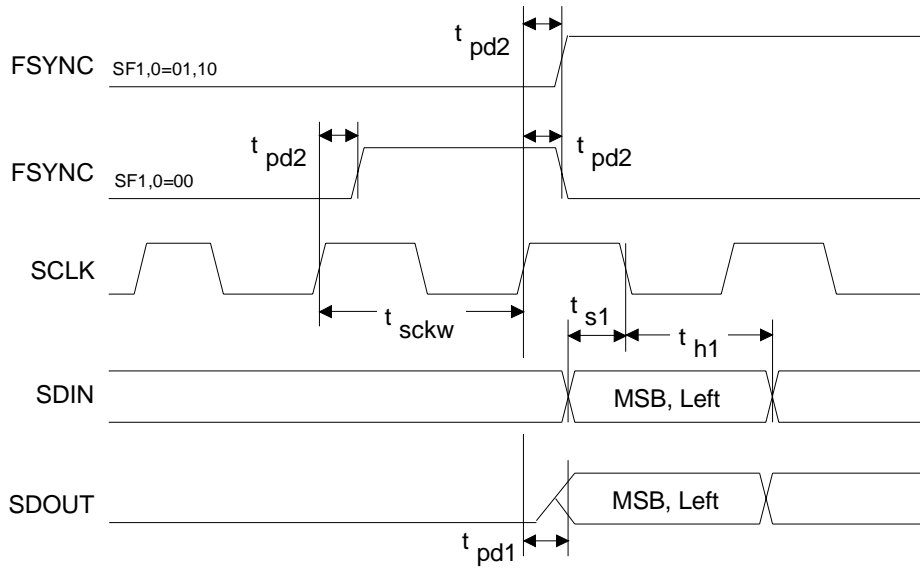 t pd2
FSYNC SF1,0=01,10
t pd2 t pd2
FSYNC SF1,0=00
SCLK
t sckw t s1 t h1
SDIN MSB, Left
SDOUT MSB, Left
t pd1